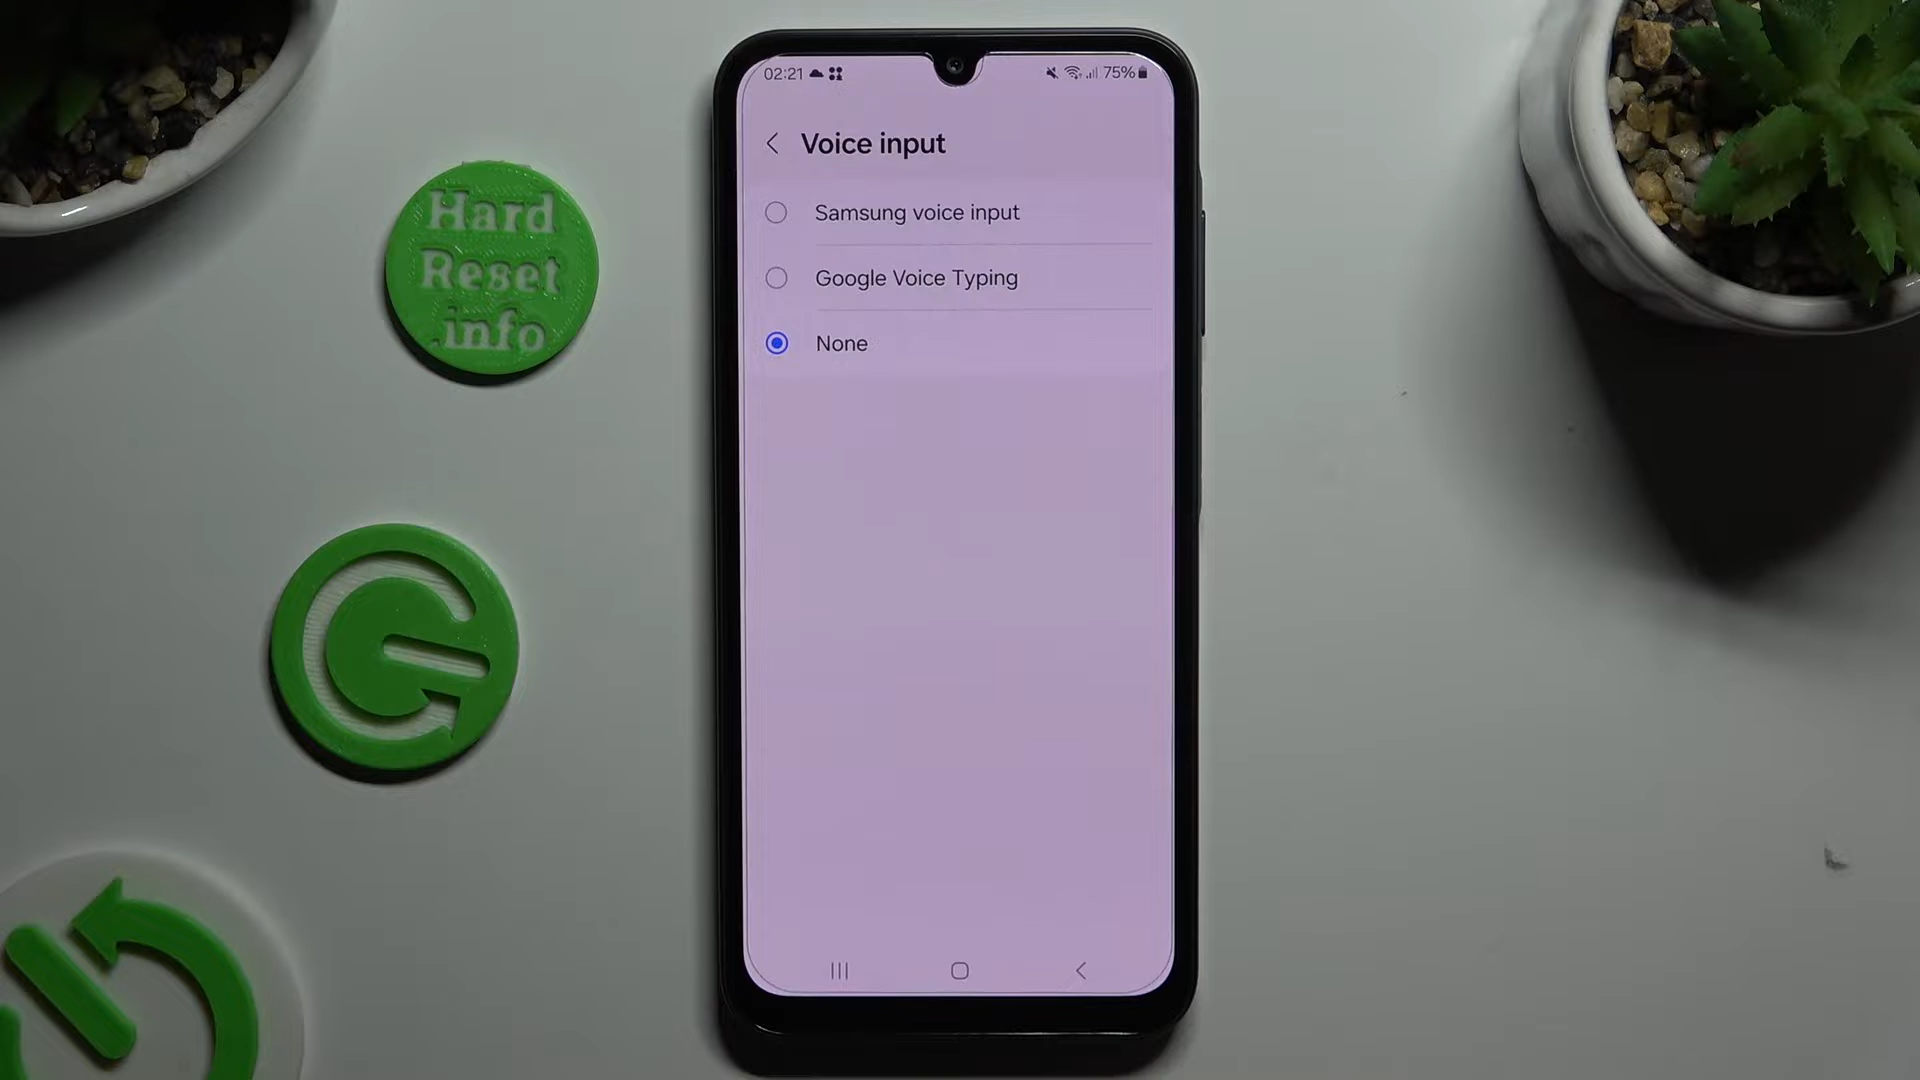 Hard
Reset
.info
02:21
75%
Voice input
Samsung voice input
Google Voice Typing
None